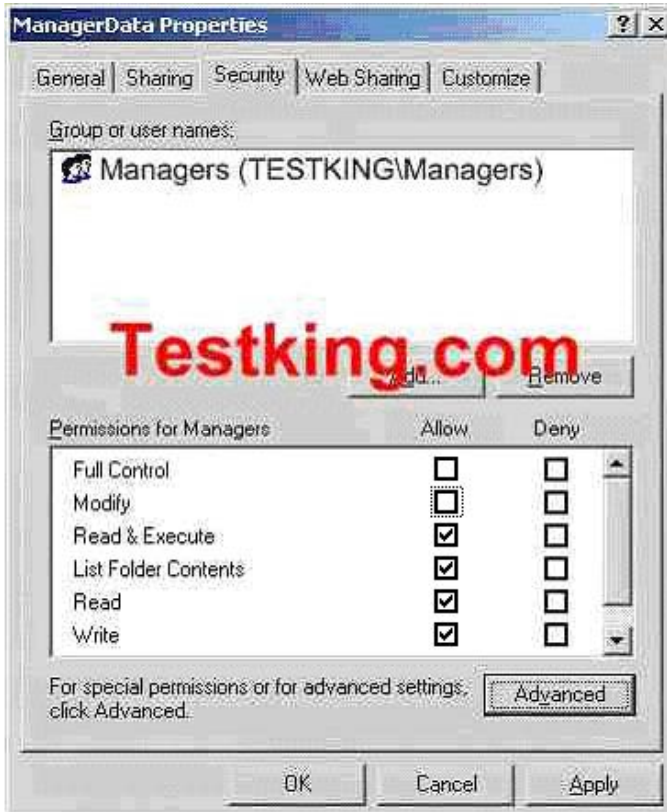 ManagerData Properties
General Sharing Security Web Sharing Customize
Group or user names:
Managers (TESTKING\Managers)
Testking.com
Add... Remove
Permissions for Managers Allow Deny
Full Control
Modify
Read & Execute
List Folder Contents
Read
Write
For special permissions or for advanced settings,
click Advanced.
Advanced
OK Cancel Apply